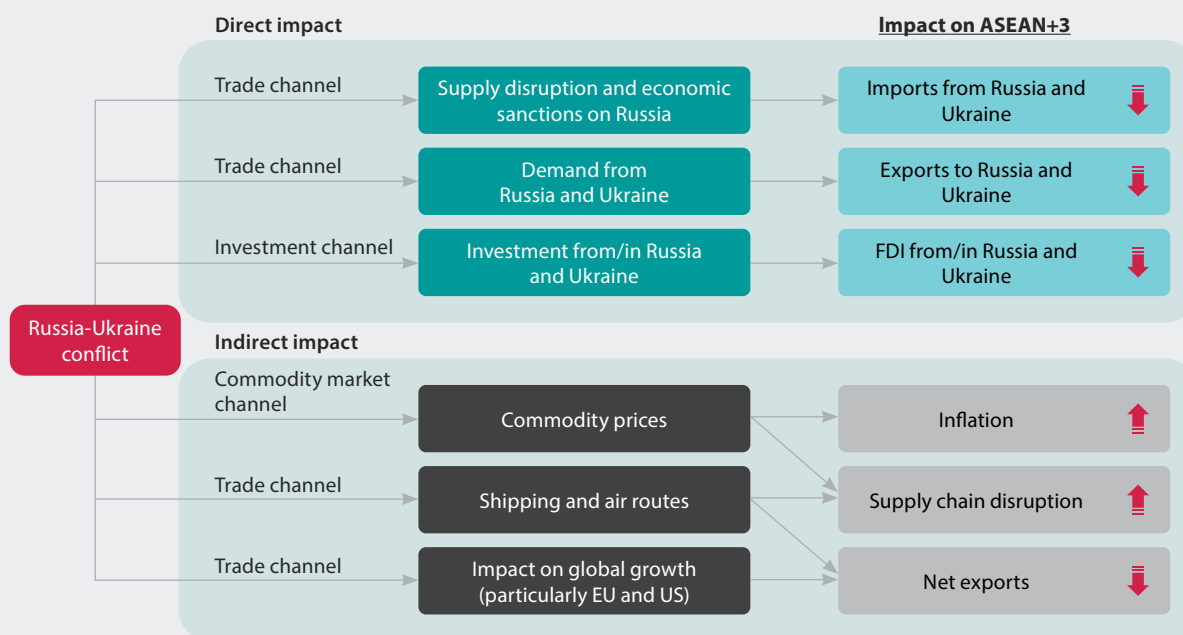 Direct impact
Impact on ASEAN+3
Trade channel
Supply disruption and economic
sanctions on Russia
Imports from Russia and
Ukraine
Trade channel
Demand from
Russia and Ukraine
Exports to Russia and
Ukraine
Investment channel
Investment from/in Russia
and Ukraine
FDI from/in Russia and
Ukraine
Russia-Ukraine
conflict
Indirect impact
Commodity market
channel
Commodity prices
Inflation
Trade channel
Shipping and air routes
Supply chain disruption
Trade channel
Impact on global growth
(particularly EU and US)
Net exports